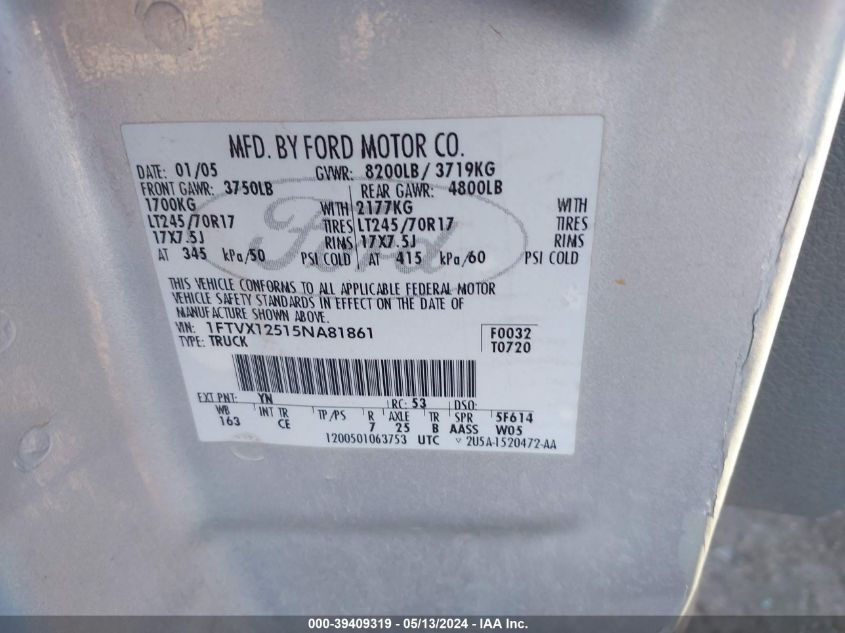 MFD. BY FORD MOTOR CO.
DATE: 01/05 GVWR: 8200LB/ 3719KG
FRONT GAWR: 3750LB REAR GAWR: 4800LB
1700KG WITH 2177KG WITH
LT245/70R17 TIRES LT245/70R17 TIRES
17X7.5J RIMS 17X7.5J RIMS
AT 345 kPa/50 PSI COLD AT 415 kPa/60 PSI COLD
Ford
THIS VEHICLE CONFORMS TO ALL APPLICABLE FEDERAL MOTOR
VEHICLE SAFETY STANDARDS IN EFFECT ON THE DATE OF
MANUFACTURE SHOWN ABOVE.
VIN: 1FTVX12515NA81861 F0032
TYPE: TRUCK T0720
EXT PNT: YN RC: 53 DSO:
WB INT TR TP/PS R AXLE TR SPR 5F614
163 CE 7 25 B AASS W05
1200501063753 UTC ▽ 2U5A-1520472-AA
000-39409319 - 05/13/2024 - IAA Inc.